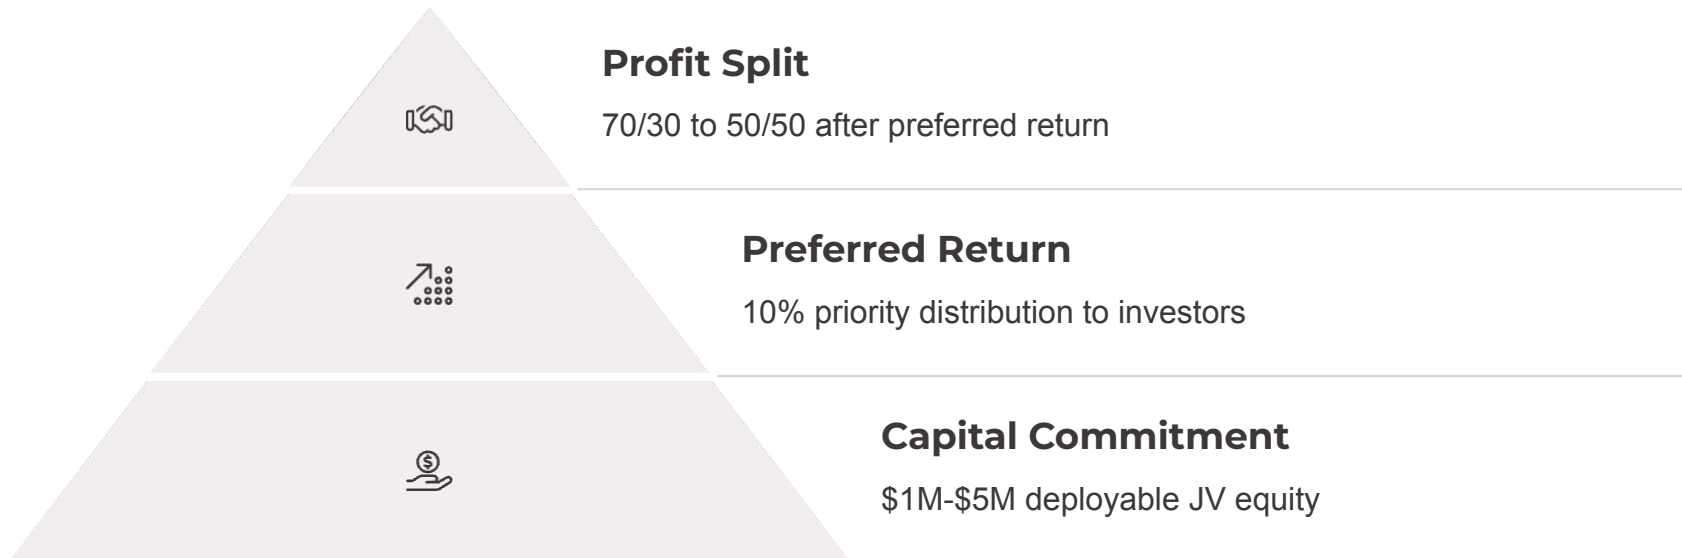 Profit Split
70/30 to 50/50 after preferred return
Preferred Return
10% priority distribution to investors
$
Capital Commitment
$1M-$5M deployable JV equity